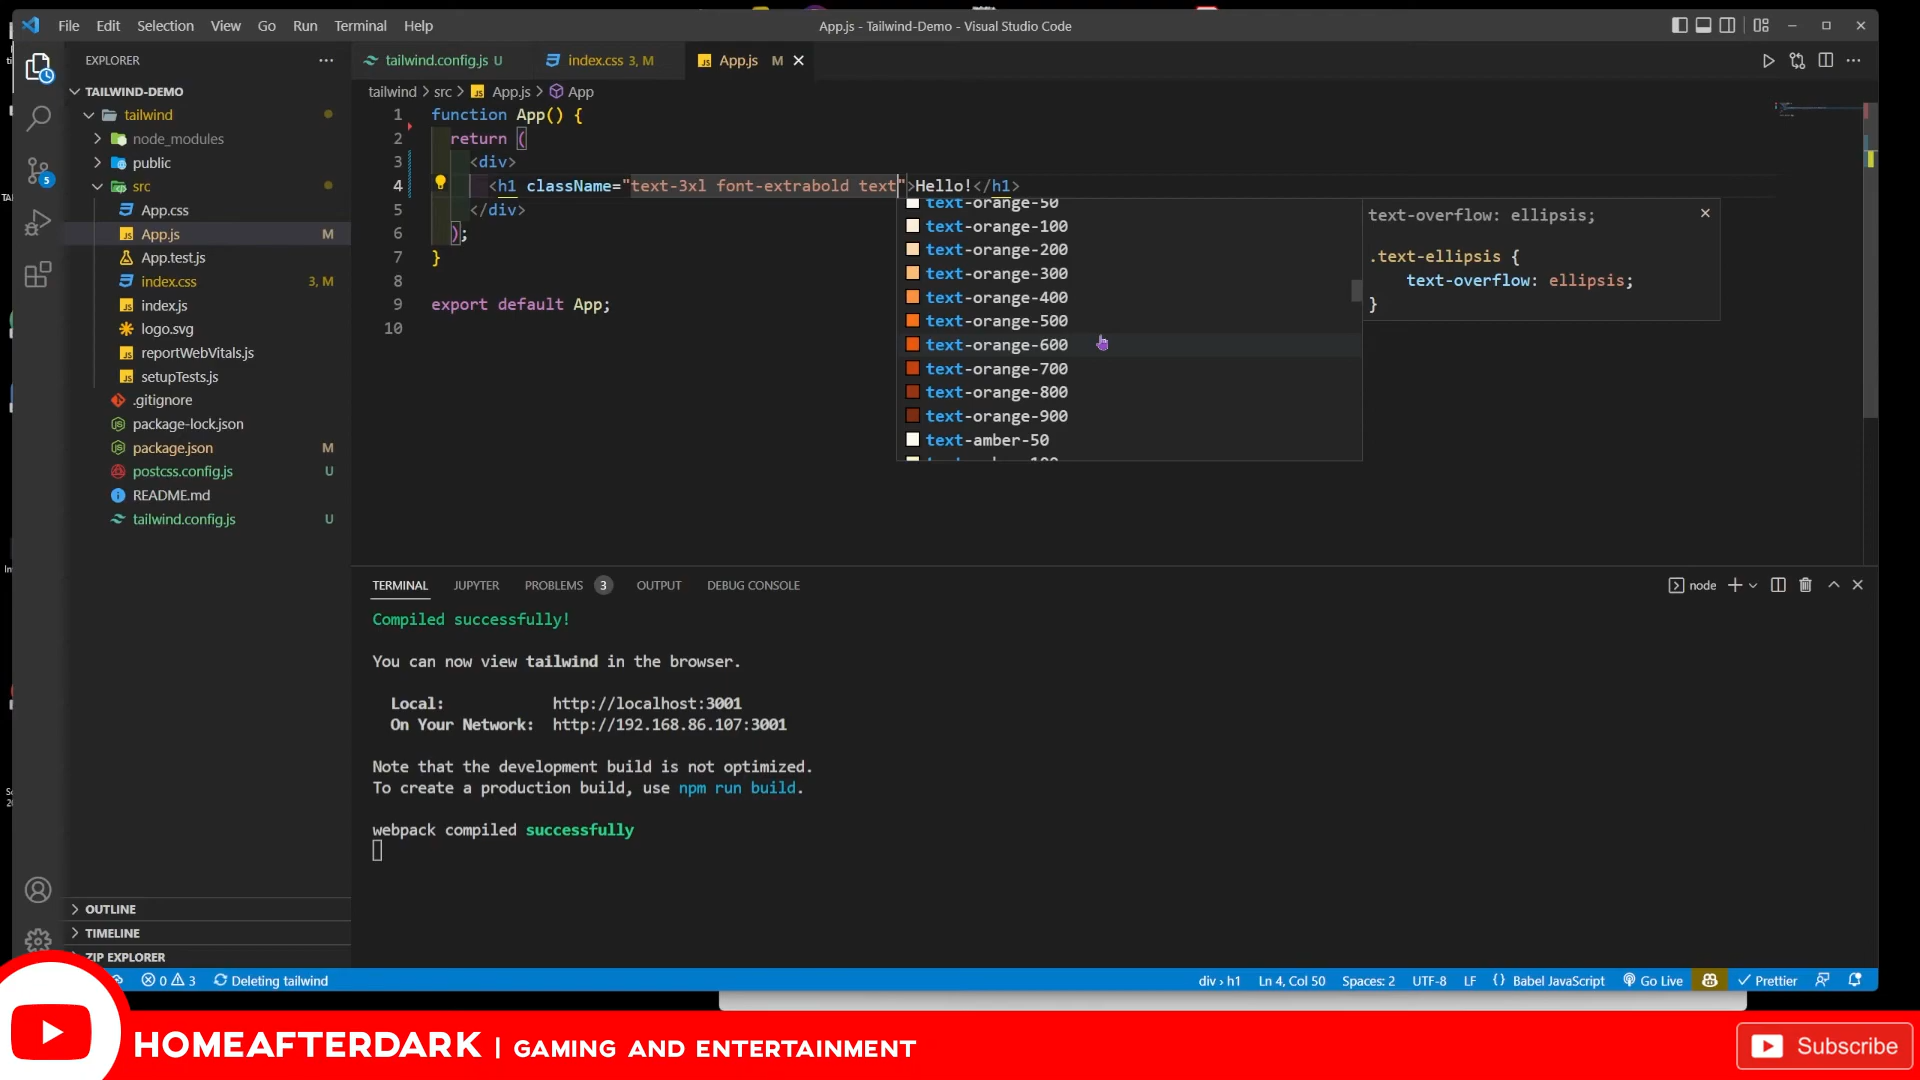 File Edit Selection View Go Run Terminal Help
App.js - Tailwind-Demo - Visual Studio Code
EXPLORER
TAILWIND-DEMO
tailwind
node_modules
public
src
App.css
App.js M
App.test.js
index.css 3, M
index.js
logo.svg
reportWebVitals.js
setupTests.js
.gitignore
package-lock.json
package.json M
postcss.config.js U
README.md
tailwind.config.js U
OUTLINE
TIMELINE
ZIP EXPLORER
5
tailwind.config.js U index.css 3, M App.js M
tailwind > src > App.js > App
1 function App() {
2 return (
3 <div>
4 <h1 className="text-3xl font-extrabold text">Hello!</h1>
5 </div>
6 );
7 }
8
9 export default App;
10
text-orange-50
text-orange-100
text-orange-200
text-orange-300
text-orange-400
text-orange-500
text-orange-600
text-orange-700
text-orange-800
text-orange-900
text-amber-50
text-overflow: ellipsis;
.text-ellipsis {
text-overflow: ellipsis;
}
TERMINAL JUPYTER PROBLEMS 3 OUTPUT DEBUG CONSOLE
node
Compiled successfully!
You can now view tailwind in the browser.
Local: http://localhost:3001
On Your Network: http://192.168.86.107:3001
Note that the development build is not optimized.
To create a production build, use npm run build.
webpack compiled successfully
0 3 Deleting tailwind
div > h1 Ln 4, Col 50 Spaces: 2 UTF-8 LF {} Babel JavaScript Go Live Prettier
HOMEAFTERDARK | GAMING AND ENTERTAINMENT
Subscribe